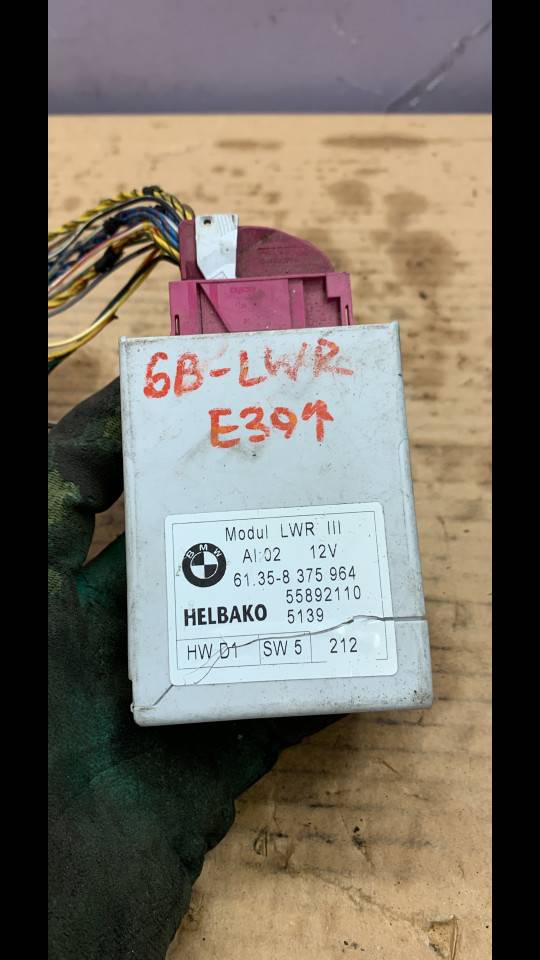 6B-LWR
E39↑
Modul LWR III
BMW
AI:02 12V
61.35-8 375 964
55892110
HELBAKO 5139
HW D1 SW 5 212